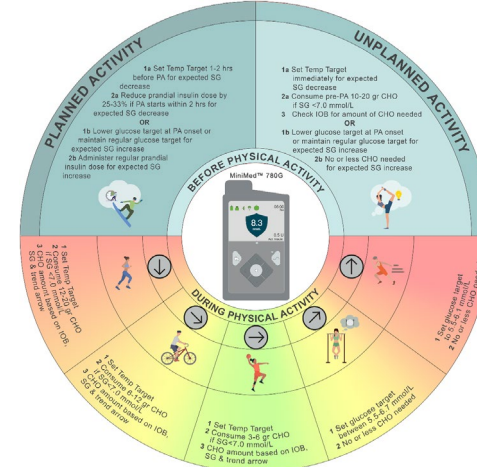 PLANNED ACTIVITY
1a Set Temp Target 1-2 hrs
before PA for expected SG
decrease
2a Reduce prandial insulin dose by
25-33% if PA starts within 2 hrs for
expected SG decrease
OR
1b Lower glucose target at PA onset or
maintain regular glucose target for
expected SG increase
2b Administer regular prandial
insulin dose for expected SG
increase
UNPLANNED ACTIVITY
1a Set Temp Target
immediately for expected
SG decrease
2a Consume pre-PA 10-20 gr CHO
if SG <7.0 mmol/L
3 Check IOB for amount of CHO needed
OR
1b Lower glucose target at PA onset
or maintain regular glucose
target for expected SG increase
2b No or less CHO needed
for expected SG increase
BEFORE PHYSICAL ACTIVITY
MiniMed™ 780G
8.3
DURING PHYSICAL ACTIVITY
1 Set Temp Target
2 Consume 12-20 gr CHO
if SG <7.0 mmol/L
3 CHO amount based on IOB,
SG & trend arrow
1 Set Temp Target
2 Consume 6-12 gr CHO
if SG<7.0 mmol/L
3 CHO amount based on IOB,
SG & trend arrow
1 Set Temp Target
2 Consume 3-6 gr CHO
if SG<7.0 mmol/L
3 CHO amount based on IOB,
SG & trend arrow
1 Set glucose target
between 5.5-6.7 mmol/L
2 No or less CHO needed
1 Set glucose target
to 5.5-6.1 mmol/L
2 No or less CHO